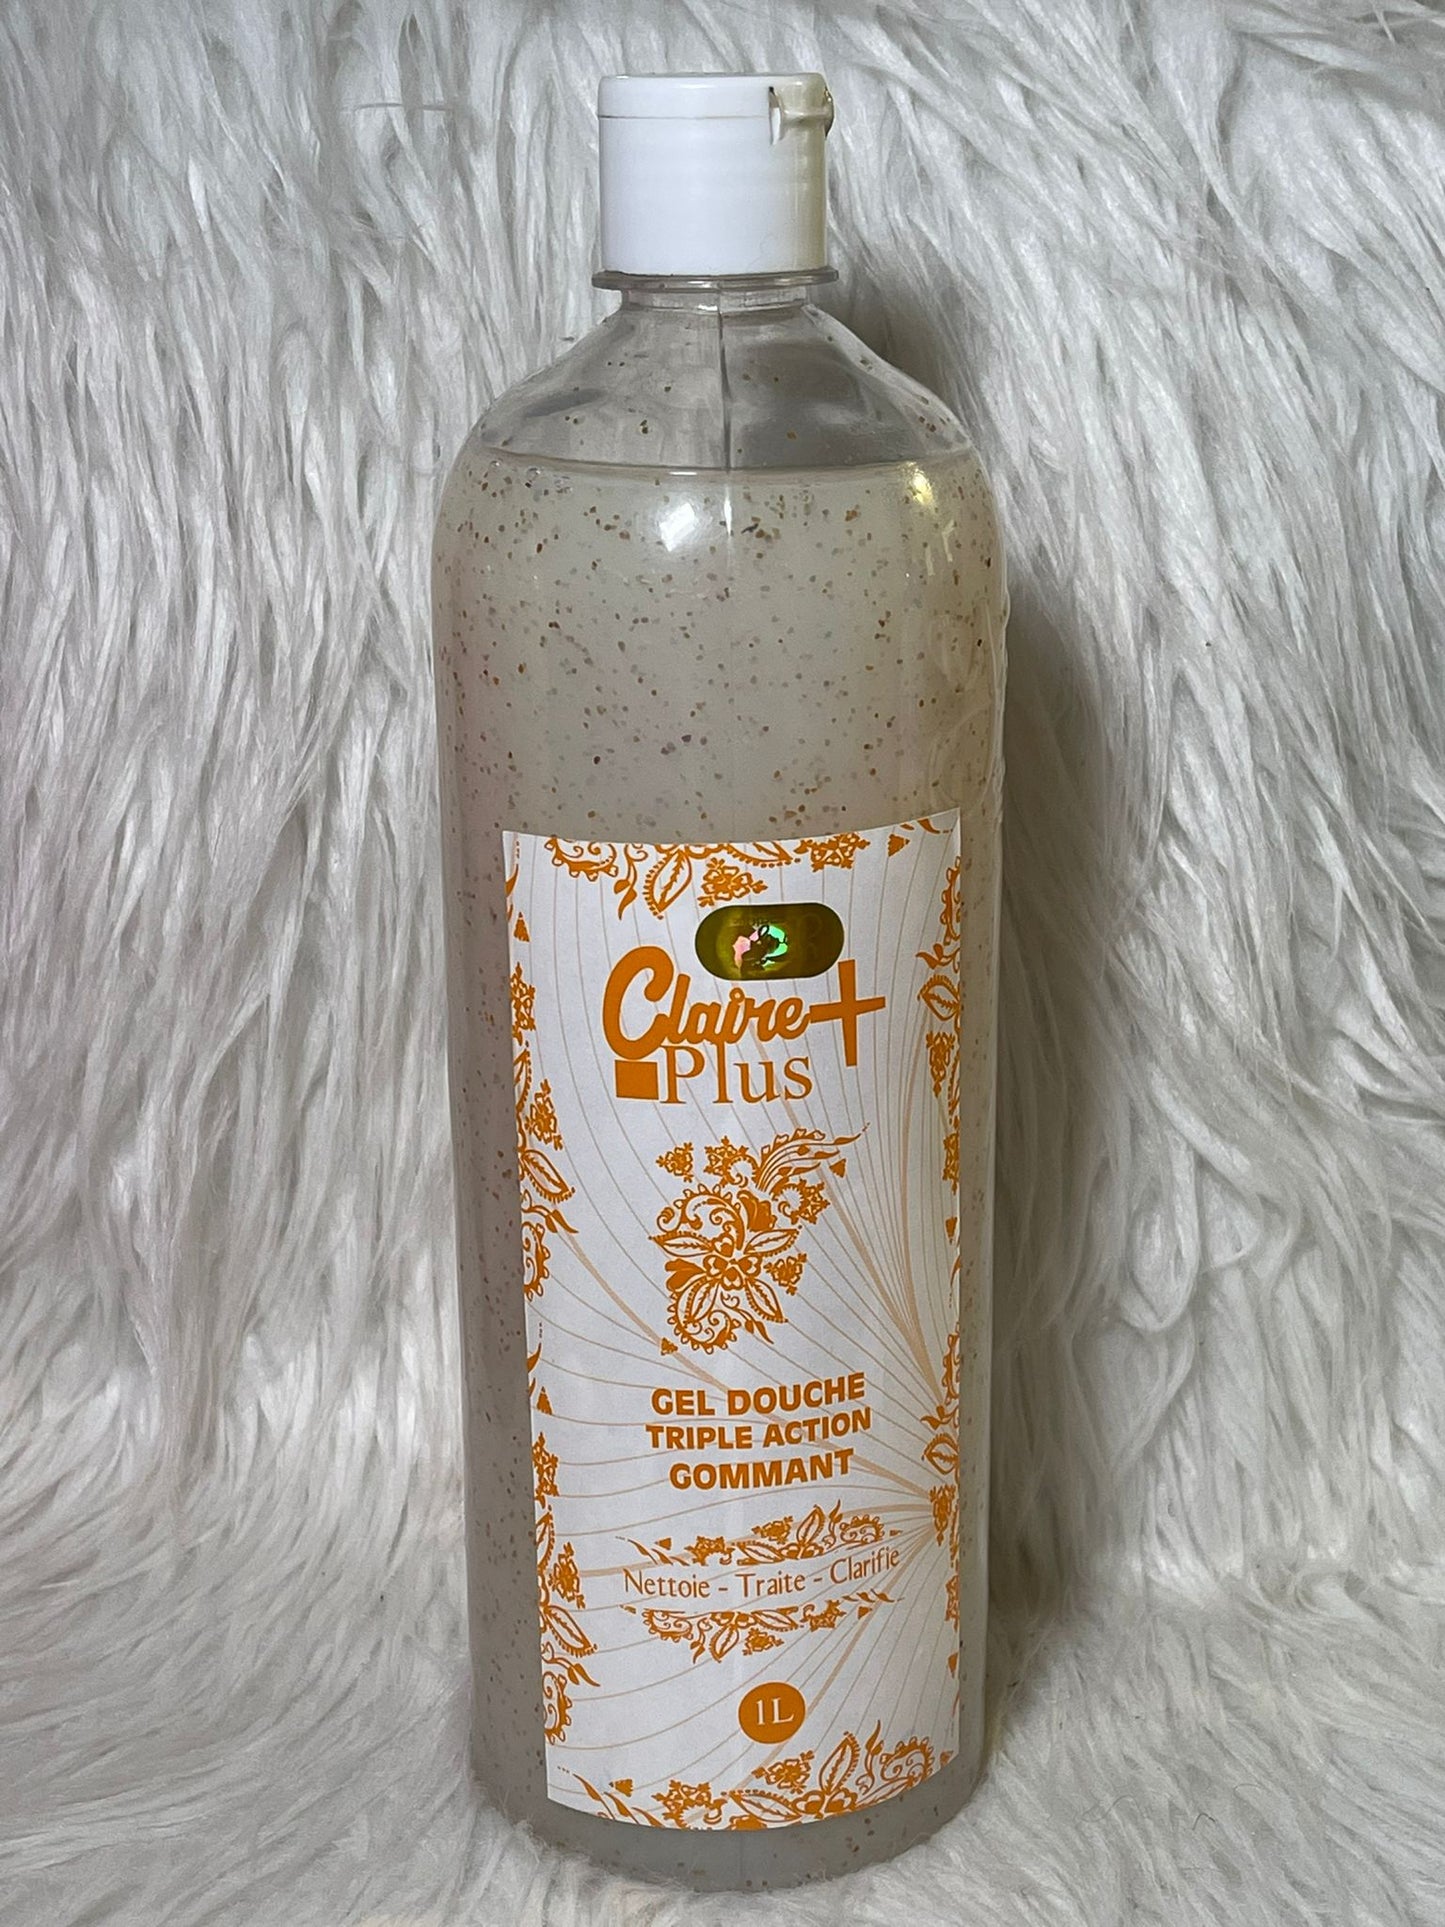 Claire+
Plus
GEL DOUCHE
TRIPLE ACTION
GOMMANT
Nettoie - Traite - Clarifie
1L